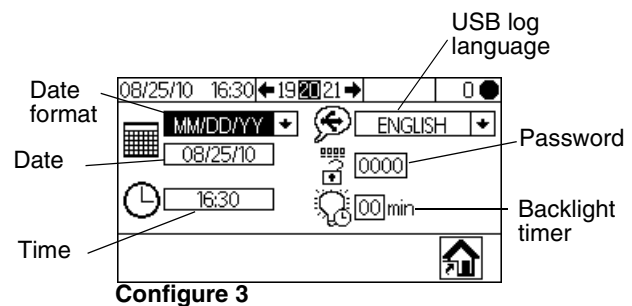 USB log
language
Date
format
08/25/10 16:30 19 20 21 0
MM/DD/YY
ENGLISH
Date
08/25/10
0000
Password
16:30
00 min
Backlight
timer
Time
Configure 3